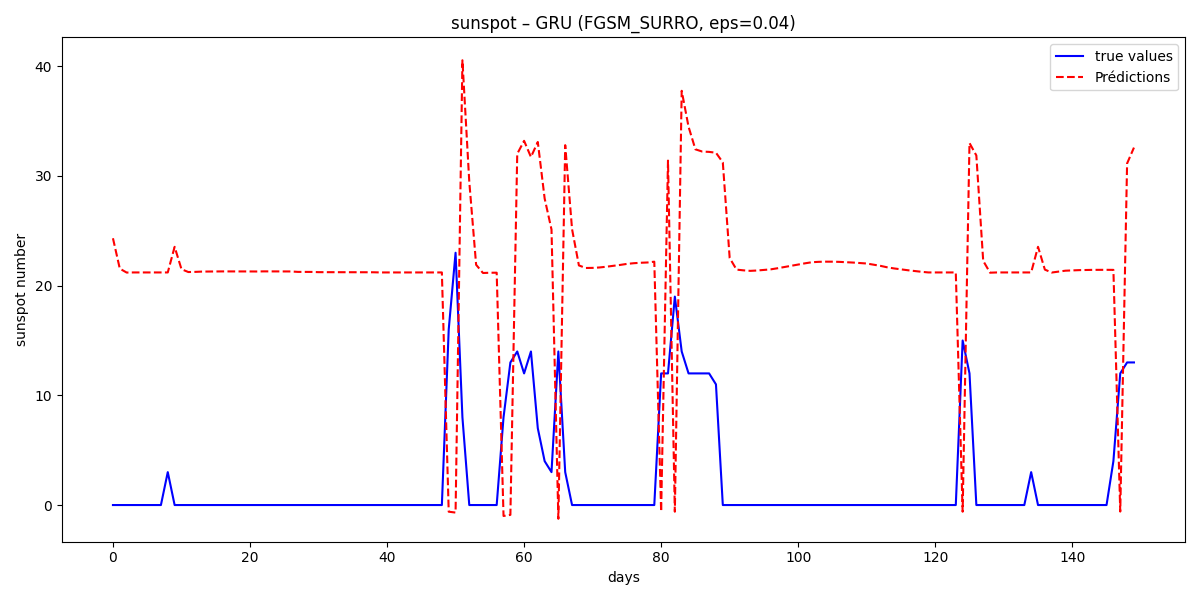 sunspot – GRU (FGSM_SURRO, eps=0.04)
true values
Prédictions
sunspot number
40
30
20
10
0
0 20 40 60 80 100 120 140
days